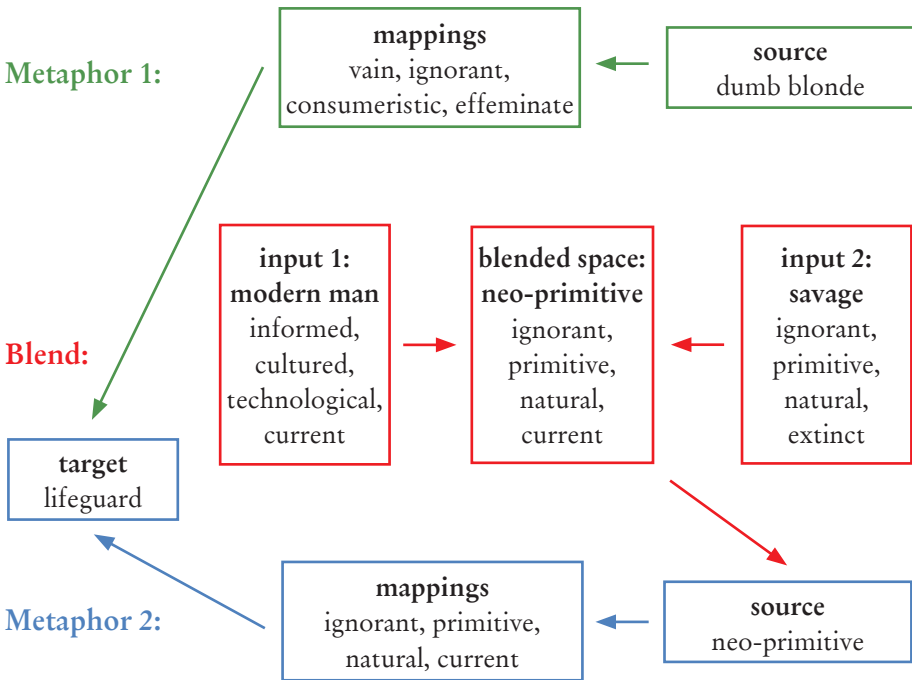 Metaphor 1:
mappings
vain, ignorant,
consumeristic, effeminate
source
dumb blonde
Blend:
input 1:
modern man
informed,
cultured,
technological,
current
blended space:
neo-primitive
ignorant,
primitive,
natural,
current
input 2:
savage
ignorant,
primitive,
natural,
extinct
target
lifeguard
Metaphor 2:
mappings
ignorant, primitive,
natural, current
source
neo-primitive